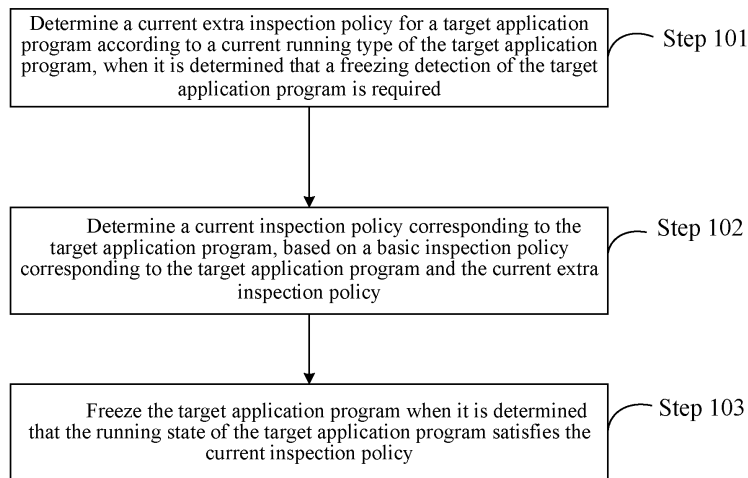 Determine a current extra inspection policy for a target application
program according to a current running type of the target application
program, when it is determined that a freezing detection of the target
application program is required
Step 101
Determine a current inspection policy corresponding to the
target application program, based on a basic inspection policy
corresponding to the target application program and the current extra
inspection policy
Step 102
Freeze the target application program when it is determined
that the running state of the target application program satisfies the
current inspection policy
Step 103